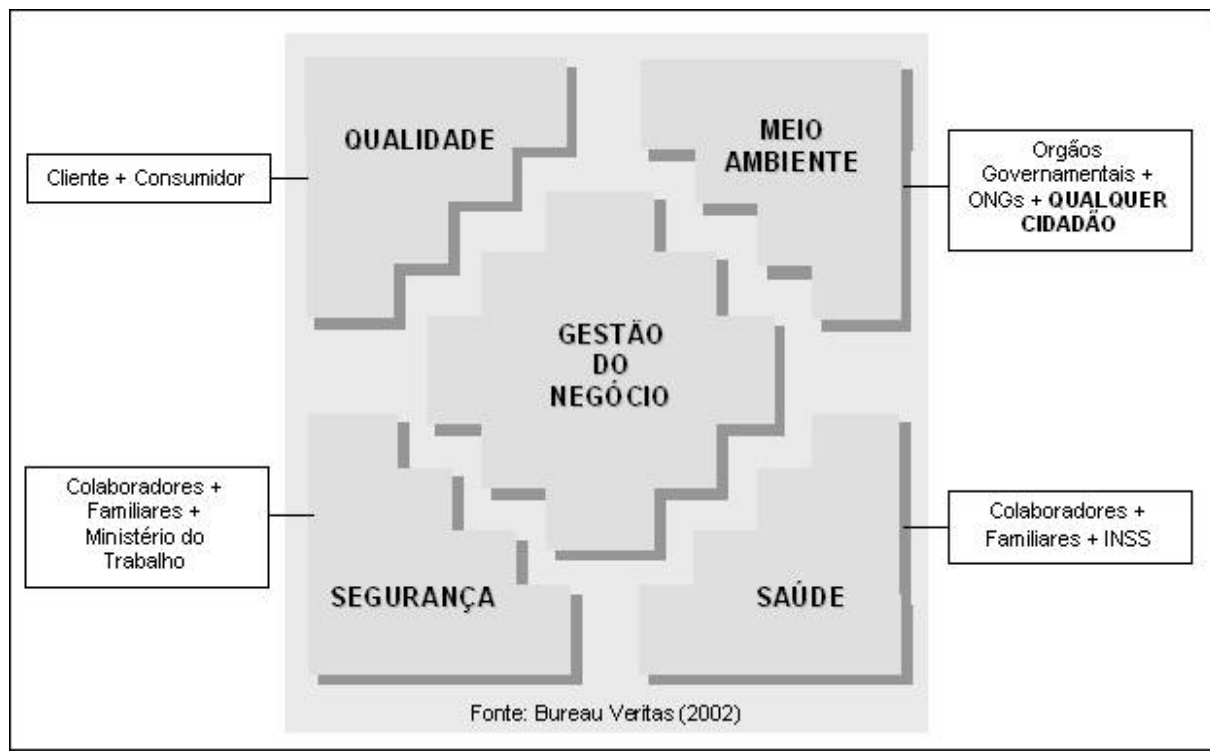 QUALIDADE
MEIO
AMBIENTE
Cliente + Consumidor
Orgãos
Governamentais +
ONGs + QUALQUER
CIDADÃO
GESTÃO
DO
NEGÓCIO
Colaboradores +
Familiares +
Ministério do
Trabalho
Colaboradores +
Familiares + INSS
SEGURANÇA
SAÚDE
Fonte: Bureau Veritas (2002)